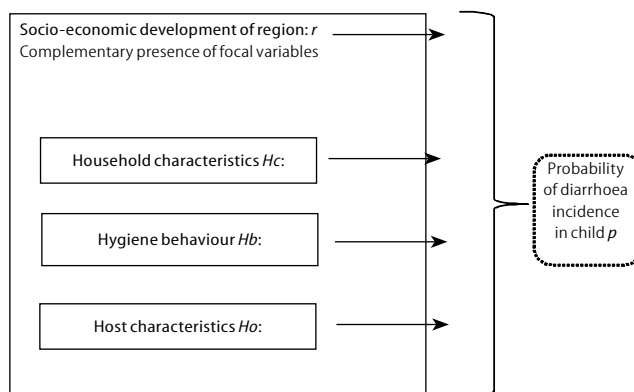 Socio-economic development of region: r
Complementary presence of focal variables
Household characteristics Hc:
Hygiene behaviour Hb:
Host characteristics Ho:
Probability
of diarrhoea
incidence
in child p